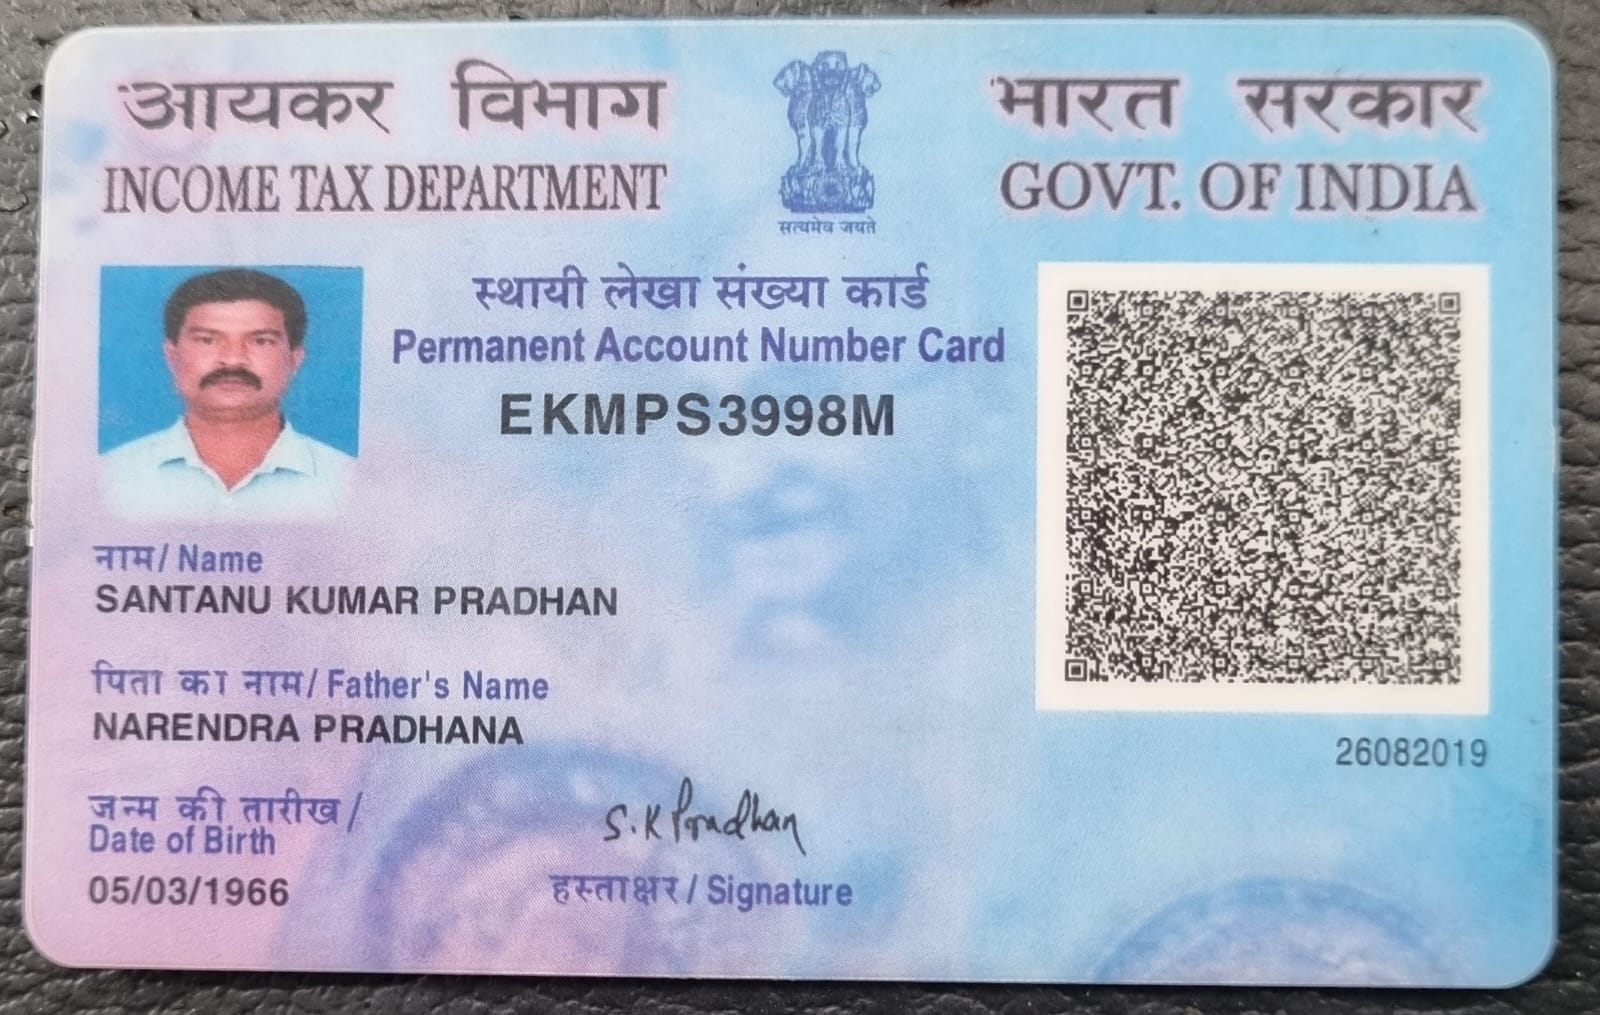 आयकर विभाग
INCOME TAX DEPARTMENT
सत्यमेव जयते
भारत सरकार
GOVT. OF INDIA
स्थायी लेखा संख्या कार्ड
Permanent Account Number Card
EKMPS3998M
नाम/ Name
SANTANU KUMAR PRADHAN
पिता का नाम/ Father's Name
NARENDRA PRADHANA
26082019
जन्म की तारीख/
Date of Birth
05/03/1966
S. K Pradhan
हस्ताक्षर/ Signature